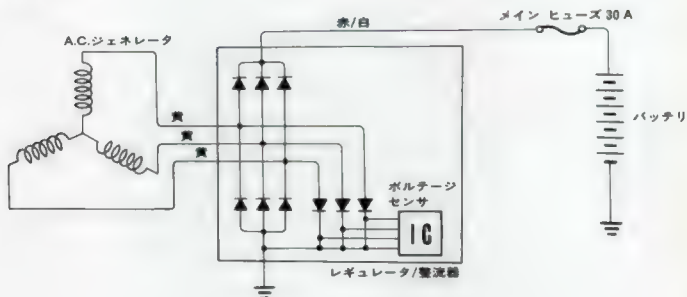 メイン ヒューズ 30 A
赤/白
A.C.ジェネレータ
黄
黄
黄
バッテリ
ボルテージ
センサ
IC
レギュレータ/整流器